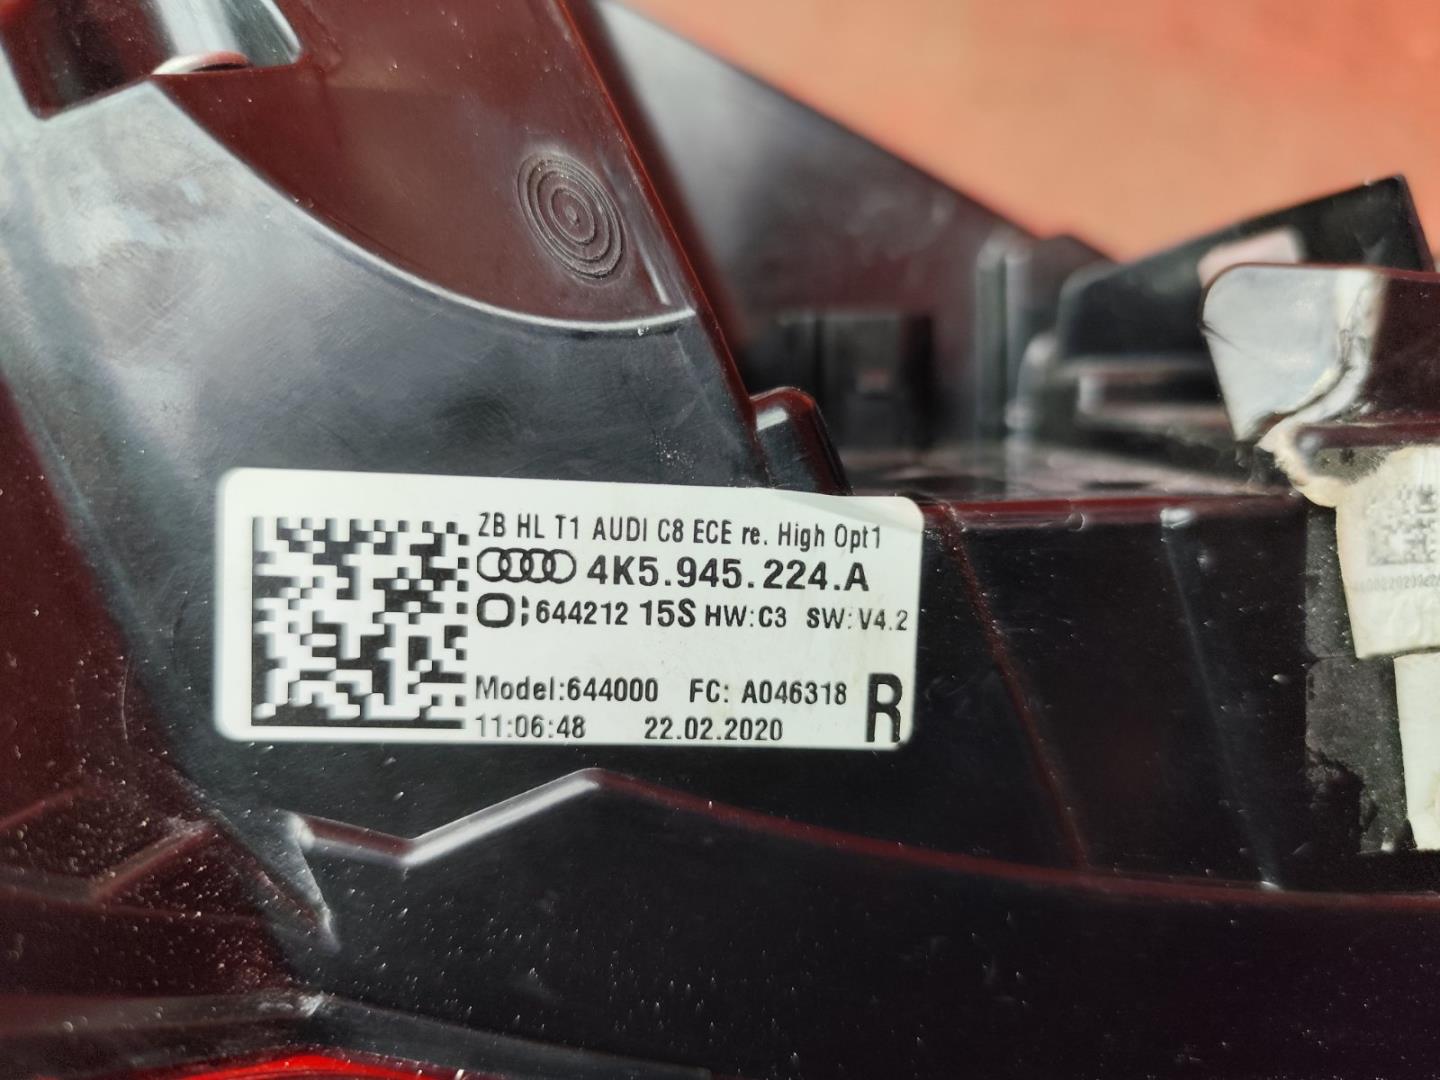 ZB HL T1 AUDI C8 ECE re. High Opt1
4K5.945.224.A
644212 15S HW:C3 SW:V4.2
Model:644000 FC: A046318 R
11:06:48 22.02.2020